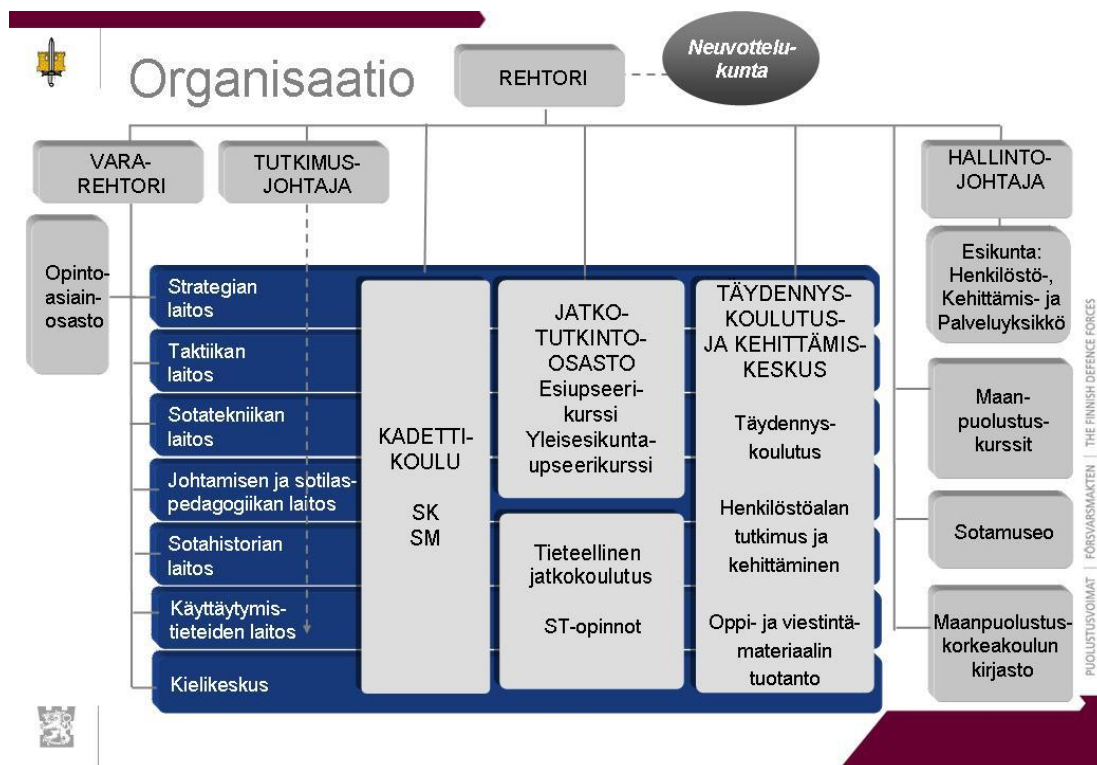 Organisaatio
REHTORI
Neuvottelu-
kunta
VARA-
REHTORI
TUTKIMUS-
JOHTAJA
HALLINTO-
JOHTAJA
Opinto-
asiain-
osasto
Esikunta:
Henkilöstö-,
Kehittämis- ja
Palveluyksikkö
Strategian
laitos
Taktiikan
laitos
Sotatekniikan
laitos
Johtamisen ja sotilas-
pedagogiikan laitos
Sotahistorian
laitos
Käyttäytymis-
tieteiden laitos
Kielikeskus
KADETTI-
KOULU
SK
SM
JATKO-
TUTKINTO-
OSASTO
Esiupseeri-
kurssi
Yleisesikunta-
upseerikurssi
Tieteellinen
jatkokoulutus
ST-opinnot
TÄYDENNYS-
KOULUTUS-
JA KEHITTÄMIS-
KESKUS
Täydennys-
koulutus
Henkilöstöalan
tutkimus ja
kehittäminen
Oppi- ja viestintä-
materiaalin
tuotanto
Maan-
puolustus-
kurssit
Sotamuseo
Maanpuolustus-
korkeakoulun
kirjasto
PUOLUSTUSVOIMAT | FÖRSVARSMAKTEN | THE FINNISH DEFENCE FORCES